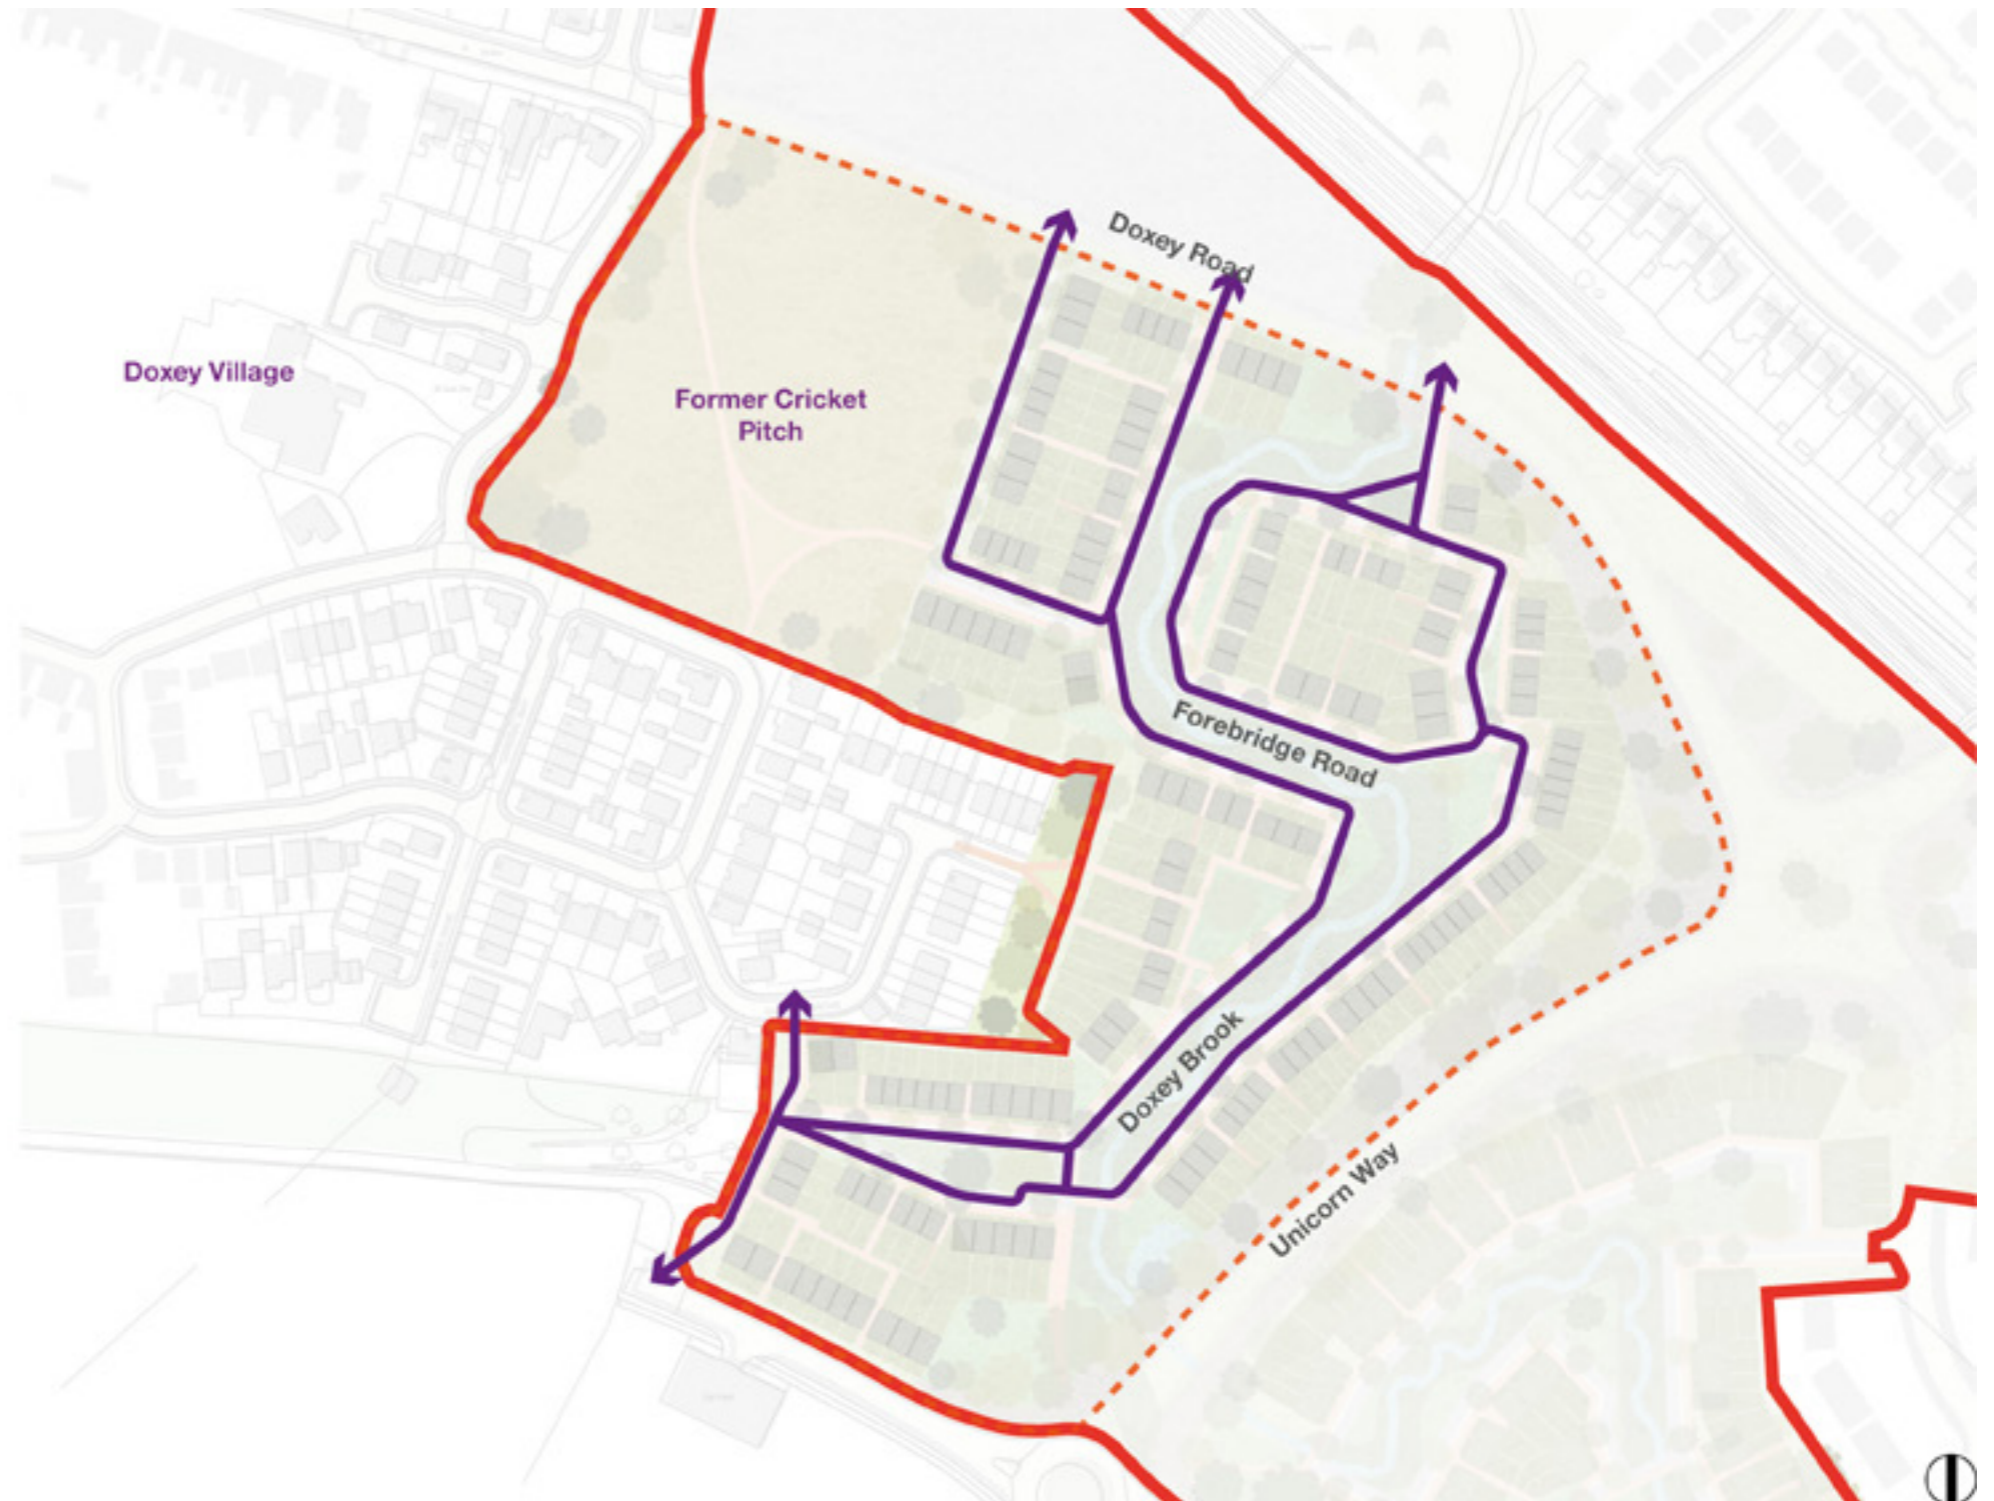 Doxey Road
Doxey Village
Former Cricket
Pitch
Forebridge Road
Doxey Brook
Unicorn Way